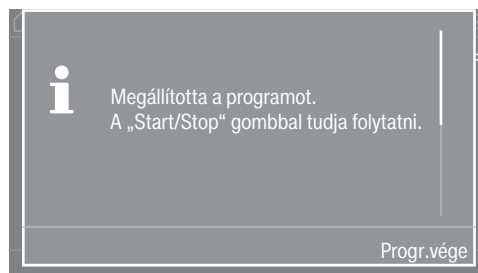 Megállította a programot.
A „Start/Stop“ gombbal tudja folytatni.
Progr.vége